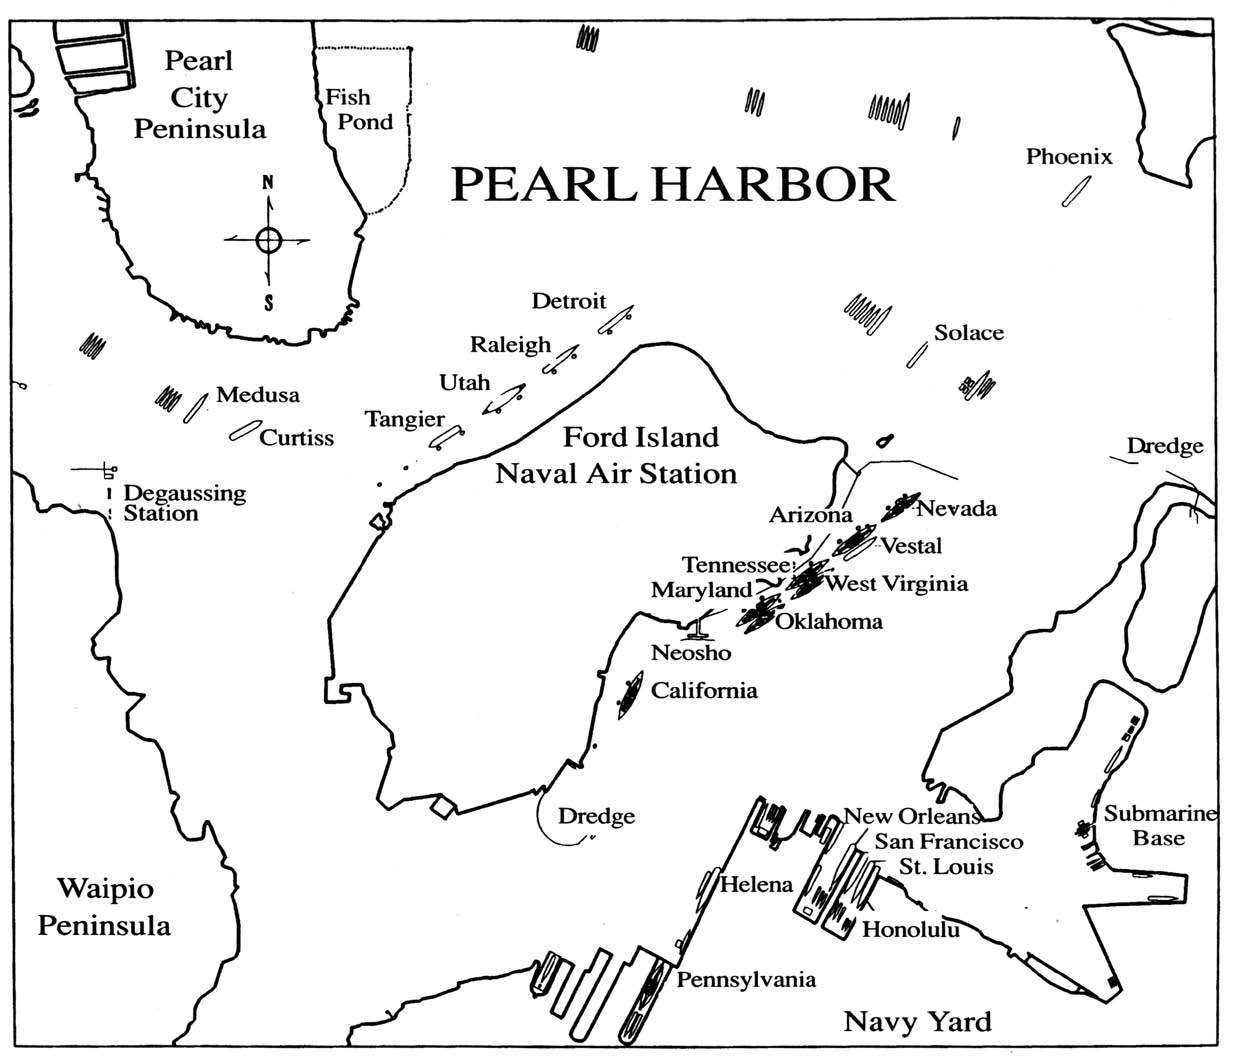 Pearl
City
Peninsula
Fish
Pond
PEARL HARBOR
Phoenix
N
S
Detroit
Raleigh
Utah
Tangier
Solace
Medusa
Curtiss
Ford Island
Naval Air Station
Dredge
Degaussing
Station
Arizona
Nevada
Vestal
Tennessee
West Virginia
Maryland
Oklahoma
Neosho
California
Dredge
New Orleans
San Francisco
St. Louis
Submarine
Base
Helena
Honolulu
Waipio
Peninsula
Pennsylvania
Navy Yard